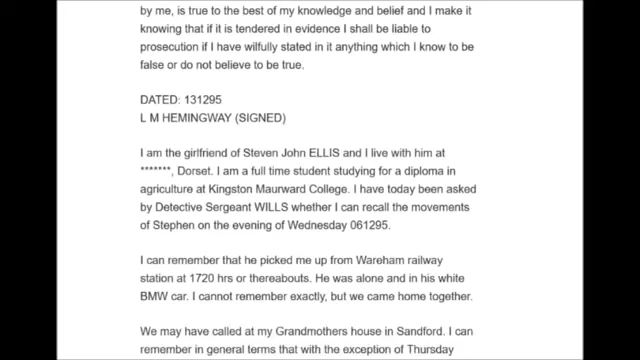 by me, is true to the best of my knowledge and belief and I make it
knowing that if it is tendered in evidence I shall be liable to
prosecution if I have wilfully stated in it anything which I know to be
false or do not believe to be true.
DATED: 131295
L M HEMINGWAY (SIGNED)
I am the girlfriend of Steven John ELLIS and I live with him at
*******, Dorset. I am a full time student studying for a diploma in
agriculture at Kingston Maurward College. I have today been asked
by Detective Sergeant WILLS whether I can recall the movements
of Stephen on the evening of Wednesday 061295.
I can remember that he picked me up from Wareham railway
station at 1720 hrs or thereabouts. He was alone and in his white
BMW car. I cannot remember exactly, but we came home together.
We may have called at my Grandmothers house in Sandford. I can
remember in general terms that with the exception of Thursday